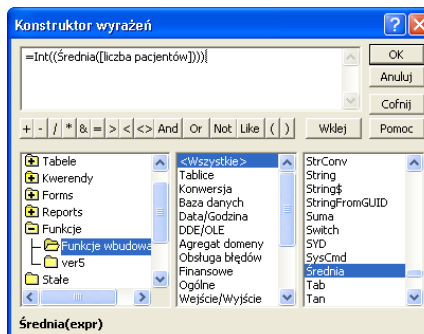 Konstruktor wyrażeń
=Int((Średnia([liczba pacjentów])))
OK
Anuluj
Cofnij
+ - / * & = > < <> And Or Not Like ( ) Wklej Pomoc
Tabele
Kwerendy
Forms
Reports
Funkcje
Funkcje wbudowa
ver5
Stałe
<Wszystkie>
Tablice
Konwersja
Baza danych
Data/Godzina
DDE/OLE
Agregat domeny
Obsługa błędów
Finansowe
Ogólne
Wejście/Wyjście
StrConv
String
String$
StringFromGUID
Suma
Switch
SYD
SysCmd
Średnia
Tab
Tan
Średnia(expr)